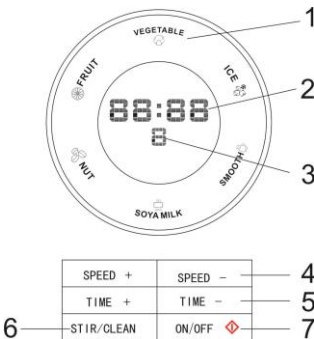 1
VEGETABLE
FRUIT
ICE
88:88
2
8
3
NUT
SMOOTH
SOYA MILK
SPEED + SPEED - 4
TIME + TIME - 5
6 STIR/CLEAN ON/OFF 7